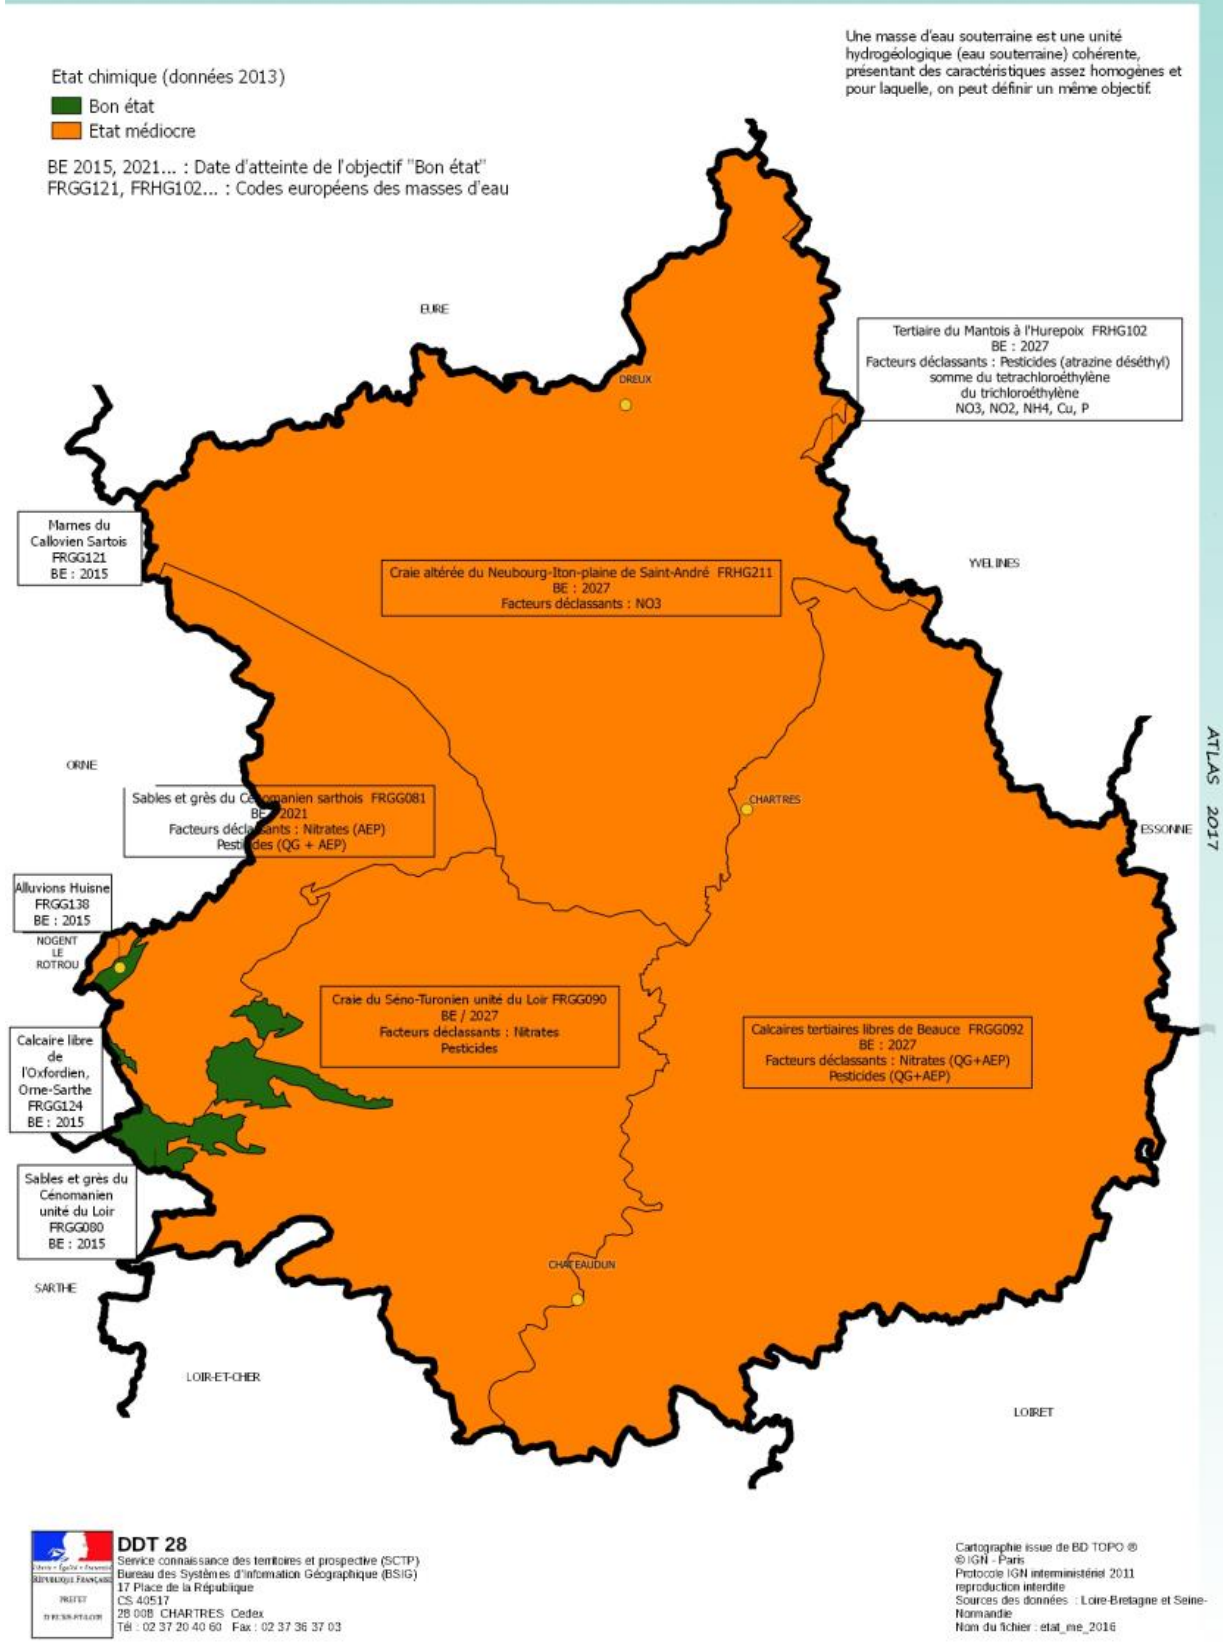 Une masse d'eau souterraine est une unité
hydrogéologique (eau souterraine) cohérente,
présentant des caractéristiques assez homogènes et
pour laquelle, on peut définir un même objectif.
Etat chimique (données 2013)
Bon état
Etat médiocre
BE 2015, 2021... : Date d'atteinte de l'objectif "Bon état"
FRGG121, FRHG102... : Codes européens des masses d'eau
EURE
Tertiaire du Mantois à l'Hurepoix FRHG102
BE : 2027
Facteurs déclassants : Pesticides (atrazine déséthyl)
somme du tetrachloroéthylène
du trichloroéthylène
NO3, NO2, NH4, Cu, P
DREUX
Marnes du
Callovien Sartois
FRGG121
BE : 2015
YVELINES
Craie altérée du Neubourg-Iton-plaine de Saint-André FRHG211
BE : 2027
Facteurs déclassants : NO3
ORNE
ATLAS 2017
Sables et grès du Cénomanien sarthois FRGG081
BE : 2021
Facteurs déclassants : Nitrates (AEP)
Pesticides (QG + AEP)
CHARTRES
ESSONNE
Alluvions Huisne
FRGG138
BE : 2015
NOGENT
LE
ROTROU
Craie du Séno-Turonien unité du Loir FRGG090
BE / 2027
Facteurs déclassants : Nitrates
Pesticides
Calcaires tertiaires libres de Beauce FRGG092
BE : 2027
Facteurs déclassants : Nitrates (QG+AEP)
Pesticides (QG+AEP)
Calcaire libre
de
l'Oxfordien,
Orne-Sarthe
FRGG124
BE : 2015
Sables et grès du
Cénomanien
unité du Loir
FRGG080
BE : 2015
SARTHE
CHATEAUDUN
LOIR-ET-CHER
LOIRET
Liberté • Égalité • Fraternité
RÉPUBLIQUE FRANÇAISE
PREFET
D'EURE-ET-LOIR
DDT 28
Service connaissance des territoires et prospective (SCTP)
Bureau des Systèmes d'Information Géographique (BSIG)
17 Place de la République
CS 40517
28 008 CHARTRES Cedex
Tél : 02 37 20 40 60 Fax : 02 37 36 37 03
Cartographie issue de BD TOPO ®
© IGN - Paris
Protocole IGN interministériel 2011
reproduction interdite
Sources des données : Loire-Bretagne et Seine-
Normandie
Nom du fichier : etat_me_2016